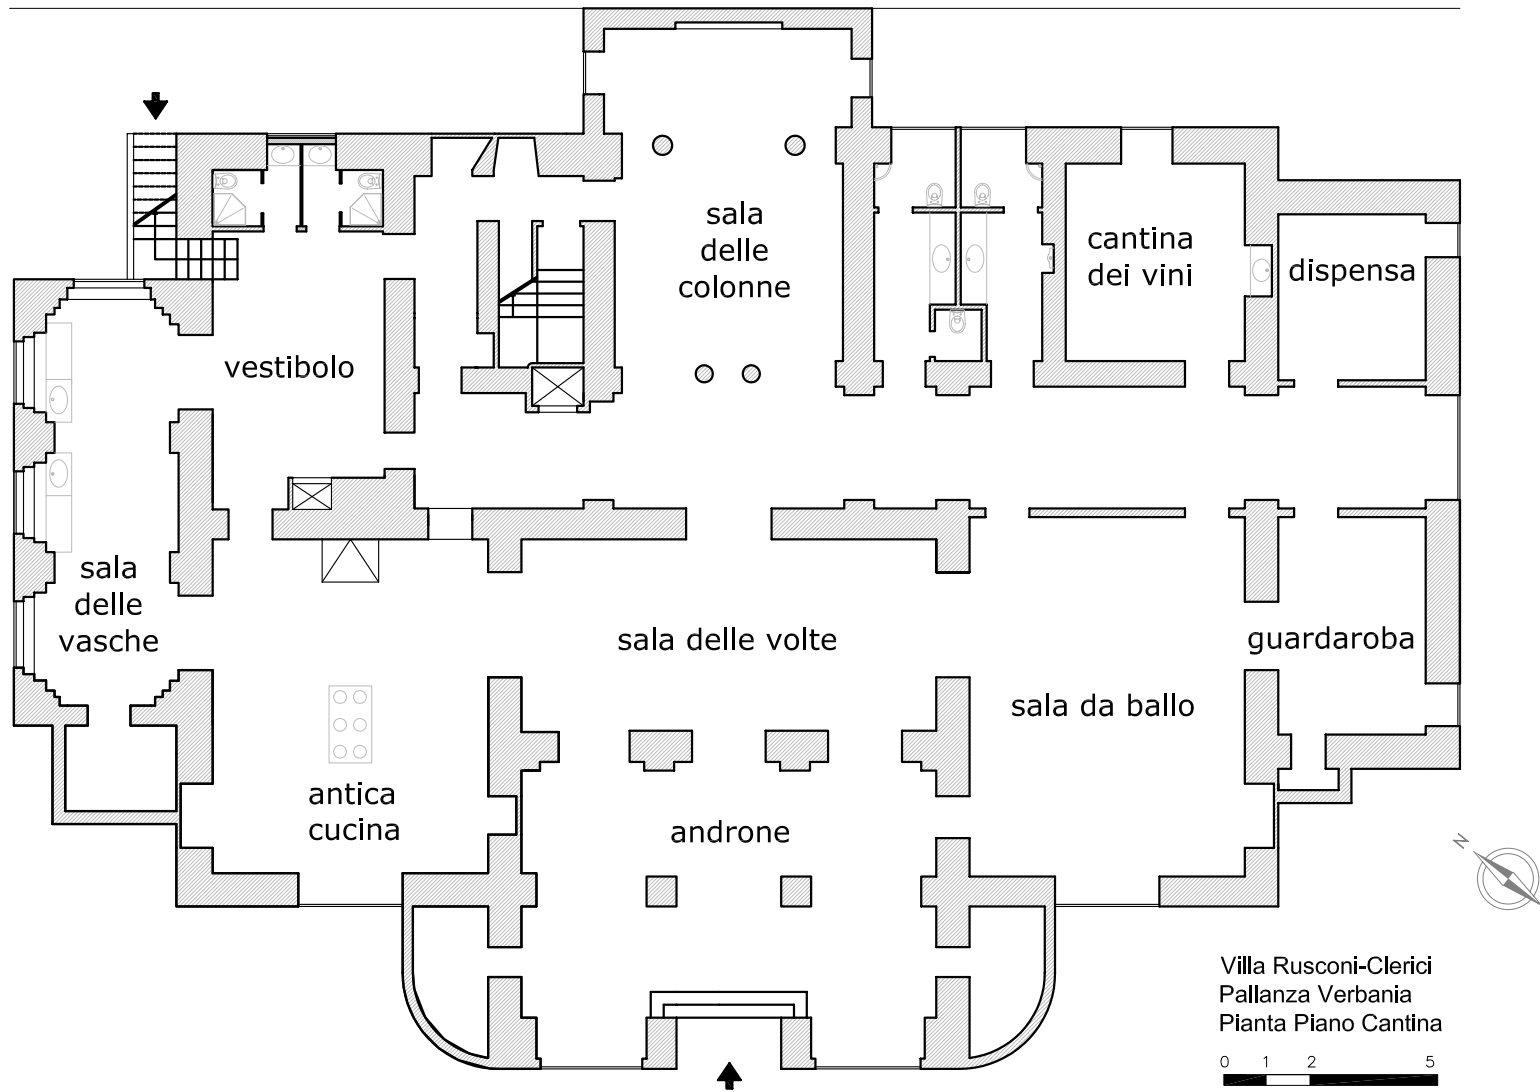 sala
delle
colonne
cantina
dei vini
dispensa
vestibolo
sala
delle
vasche
sala delle volte
guardaroba
sala da ballo
antica
cucina
androne
N
Villa Rusconi-Clerici
Pallanza Verbania
Pianta Piano Cantina
0 1 2 5